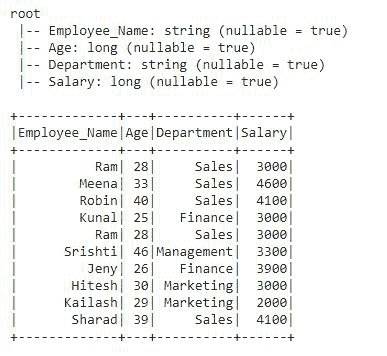 root
 |-- Employee_Name: string (nullable = true)
 |-- Age: long (nullable = true)
 |-- Department: string (nullable = true)
 |-- Salary: long (nullable = true)

+-------------+---+----------+------+
|Employee_Name|Age|Department|Salary|
+-------------+---+----------+------+
|          Ram| 28|     Sales|  3000|
|        Meena| 33|     Sales|  4600|
|        Robin| 40|     Sales|  4100|
|        Kunal| 25|   Finance|  3000|
|          Ram| 28|     Sales|  3000|
|      Srishti| 46|Management|  3300|
|         Jeny| 26|   Finance|  3900|
|       Hitesh| 30| Marketing|  3000|
|      Kailash| 29| Marketing|  2000|
|       Sharad| 39|     Sales|  4100|
+-------------+---+----------+------+